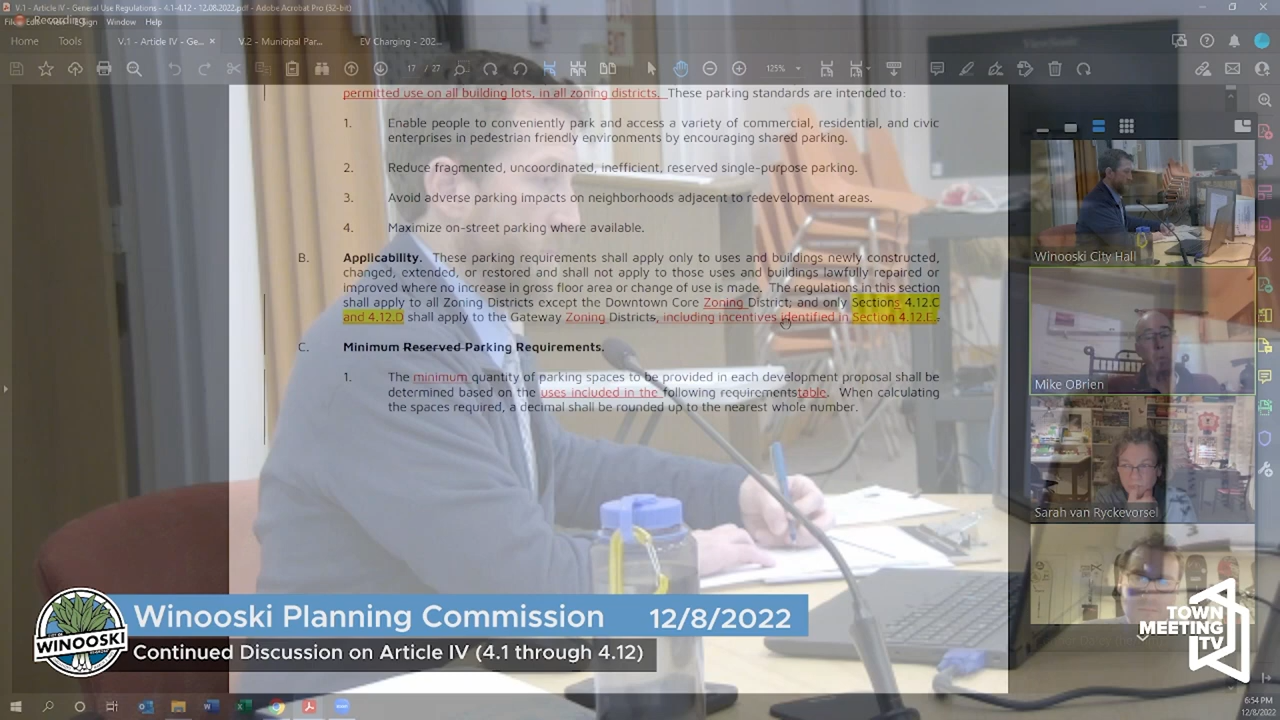 V.1 - Article IV - General Use Regulations - 4.1-4.12 - 12.08.2022.pdf - Adobe Acrobat Pro (32-bit)
Recording
Window Help
Home Tools V.1 - Article IV - Ge... × V.2 - Municipal Par... EV Charging - 202...
17 / 27 125%
permitted use on all building lots, in all zoning districts. These parking standards are intended to:
1. Enable people to conveniently park and access a variety of commercial, residential, and civic
enterprises in pedestrian friendly environments by encouraging shared parking.
2. Reduce fragmented, uncoordinated, inefficient, reserved single-purpose parking.
3. Avoid adverse parking impacts on neighborhoods adjacent to redevelopment areas.
4. Maximize on-street parking where available.
B. Applicability. These parking requirements shall apply only to uses and buildings newly constructed,
changed, extended, or restored and shall not apply to those uses and buildings lawfully repaired or
improved where no increase in gross floor area or change of use is made. The regulations in this section
shall apply to all Zoning Districts except the Downtown Core Zoning District; and only Sections 4.12.C
and 4.12.D shall apply to the Gateway Zoning Districts, including incentives identified in Section 4.12.E.
C. Minimum Reserved Parking Requirements.
1. The minimum quantity of parking spaces to be provided in each development proposal shall be
determined based on the uses included in the following requirementstable. When calculating
the spaces required, a decimal shall be rounded up to the nearest whole number.
Winooski City Hall
Mike OBrien
Sarah van Ryckevorsel
WINOOSKI
Winooski Planning Commission 12/8/2022
Continued Discussion on Article IV (4.1 through 4.12)
TOWN
MEETING
TV
6:54 PM
12/8/2022